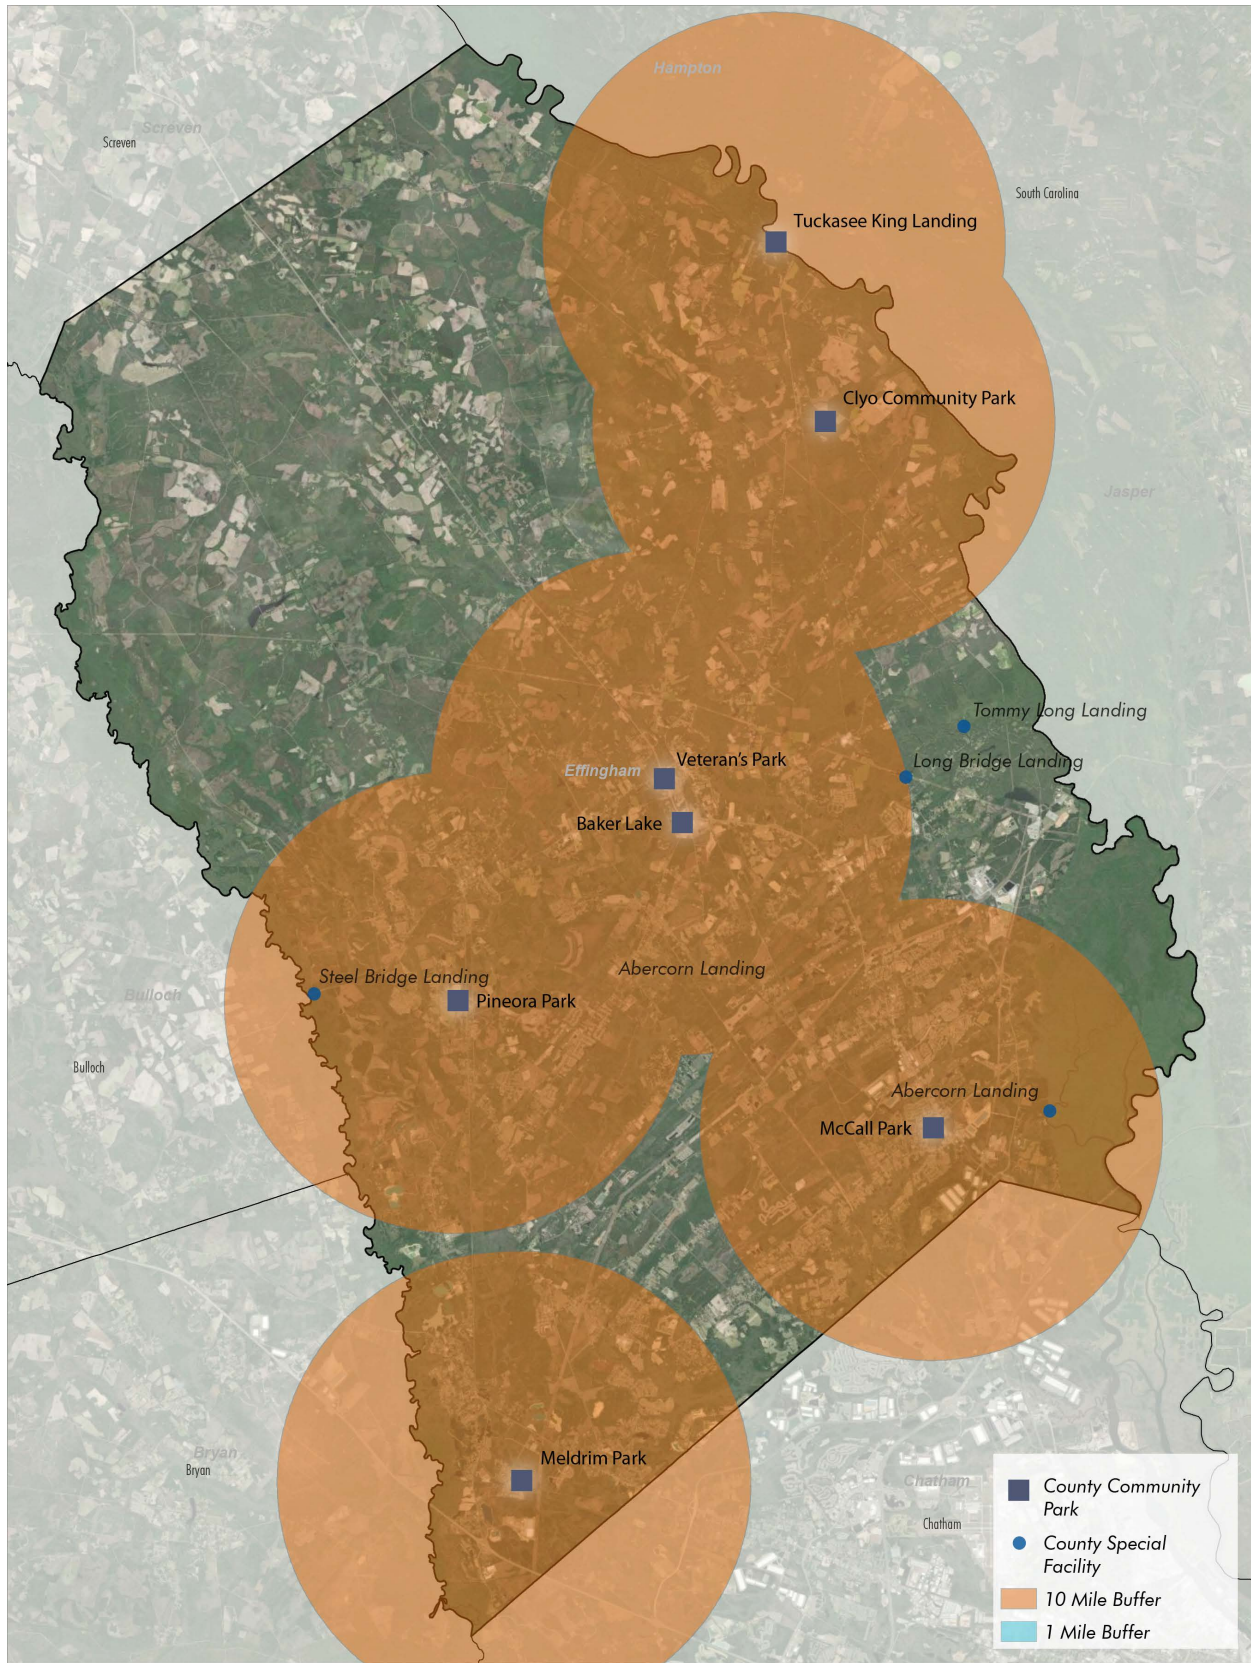 Hampton
Screven
Screven
South Carolina
Tuckasee King Landing
Clyo Community Park
Jasper
Tommy Long Landing
Veteran's Park
Long Bridge Landing
Effingham
Baker Lake
Abercorn Landing
Steel Bridge Landing
Bulloch
Pineora Park
Bulloch
Abercorn Landing
McCall Park
Bryan
Meldrim Park
Bryan
Chatham
Chatham
County Community
Park
County Special
Facility
10 Mile Buffer
1 Mile Buffer